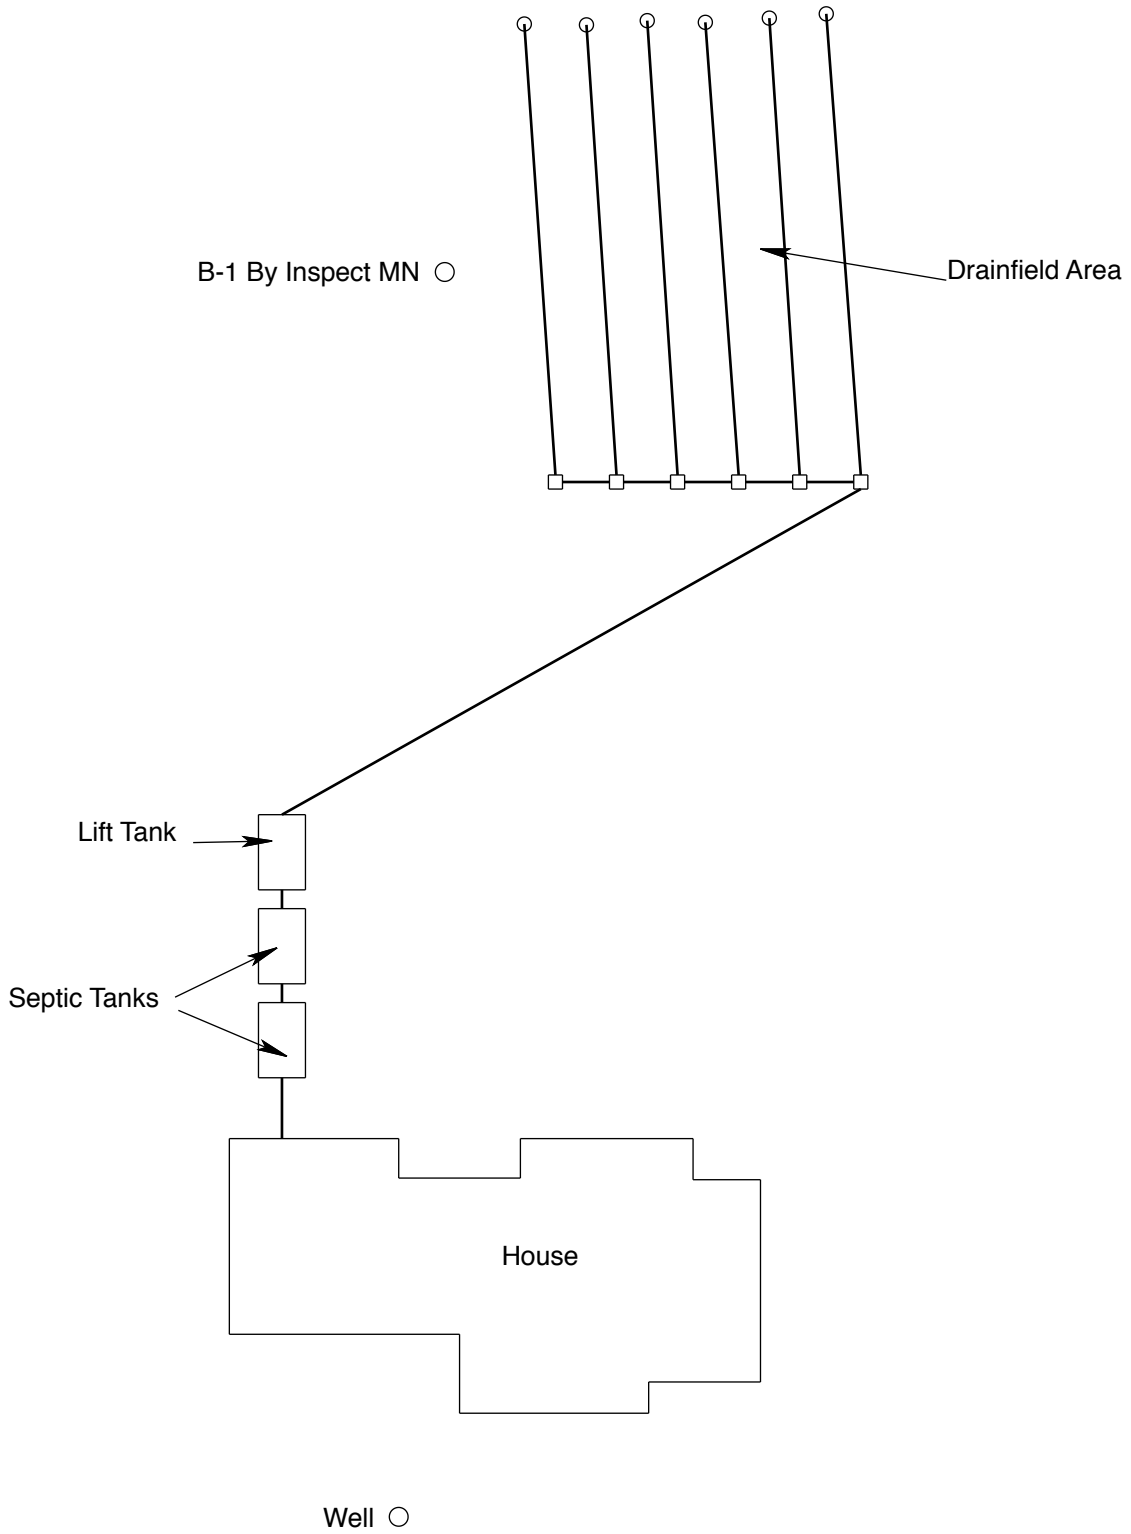 B-1 By Inspect MN
Drainfield Area
Lift Tank
Septic Tanks
House
Well